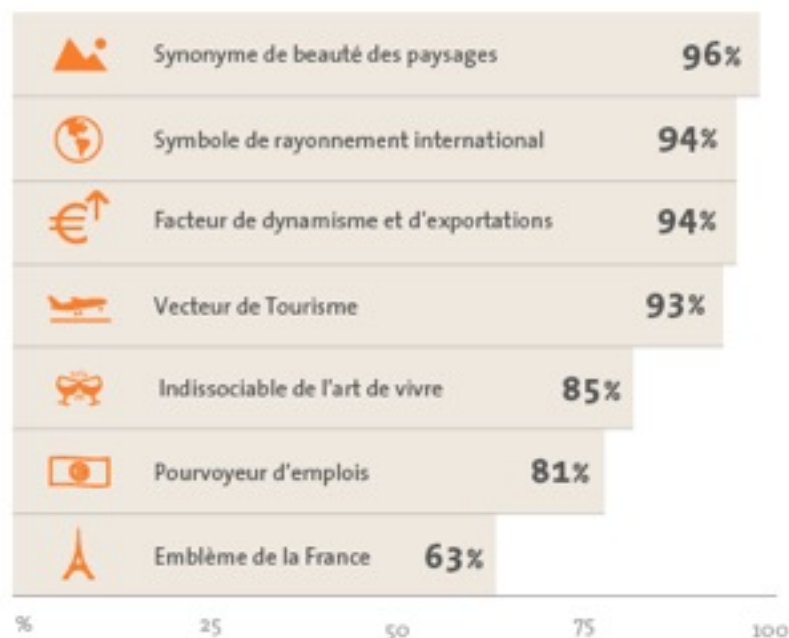 Synonyme de beauté des paysages 96%
Symbole de rayonnement international 94%
Facteur de dynamisme et d'exportations 94%
Vecteur de Tourisme 93%
Indissociable de l'art de vivre 85%
Pourvoyeur d'emplois 81%
Emblème de la France 63%
% 25 50 75 100